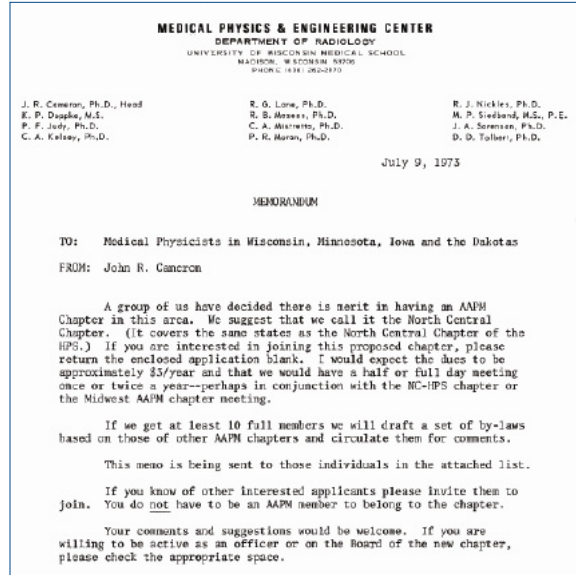 MEDICAL PHYSICS & ENGINEERING CENTER
DEPARTMENT OF RADIOLOGY
UNIVERSITY OF WISCONSIN MEDICAL SCHOOL
MADISON, WISCONSIN 53706
PHONE (608) 262-2170
J. R. Cameron, Ph.D., Head
K. P. Doppke, M.S.
P. F. Judy, Ph.D.
C. A. Kelsey, Ph.D.
R. G. Lane, Ph.D.
R. B. Mazess, Ph.D.
C. A. Mistretta, Ph.D.
P. R. Moran, Ph.D.
R. J. Nickles, Ph.D.
M. P. Siedband, M.S., P.E.
J. A. Sorenson, Ph.D.
D. D. Tolbert, Ph.D.
July 9, 1973
MEMORANDUM
TO: Medical Physicists in Wisconsin, Minnesota, Iowa and the Dakotas
FROM: John R. Cameron
A group of us have decided there is merit in having an AAPM
Chapter in this area. We suggest that we call it the North Central
Chapter. (It covers the same states as the North Central Chapter of the
HPS.) If you are interested in joining this proposed chapter, please
return the enclosed application blank. I would expect the dues to be
approximately $5/year and that we would have a half or full day meeting
once or twice a year--perhaps in conjunction with the NC-HPS chapter or
the Midwest AAPM chapter meeting.
If we get at least 10 full members we will draft a set of by-laws
based on those of other AAPM chapters and circulate them for comments.
This memo is being sent to those individuals in the attached list.
If you know of other interested applicants please invite them to
join. You do not have to be an AAPM member to belong to the chapter.
Your comments and suggestions would be welcome. If you are
willing to be active as an officer or on the Board of the new chapter,
please check the appropriate space.